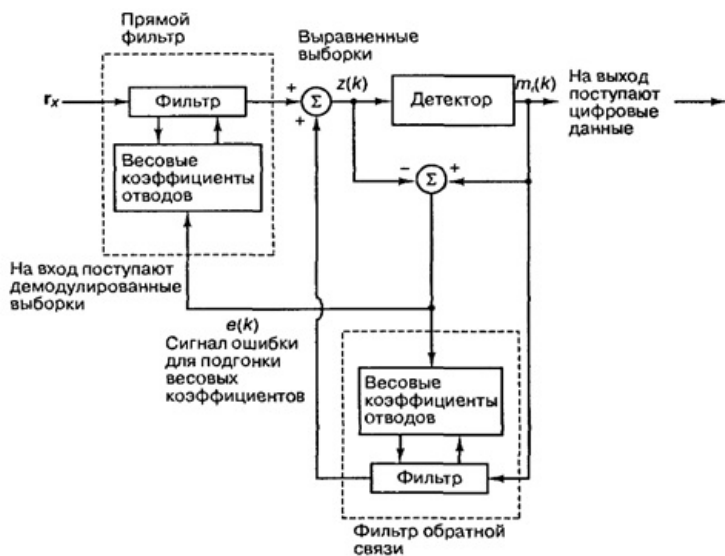 Прямой
фильтр
Выравненные
выборки
r_x
Фильтр
+
Σ
+
z(k)
Детектор
m_r(k)
На выход
поступают
цифровые
данные
Весовые
коэффициенты
отводов
−
Σ
+
На вход поступают
демодулированные
выборки
e(k)
Сигнал ошибки
для подгонки
весовых
коэффициентов
Весовые
коэффициенты
отводов
Фильтр
Фильтр обратной
связи